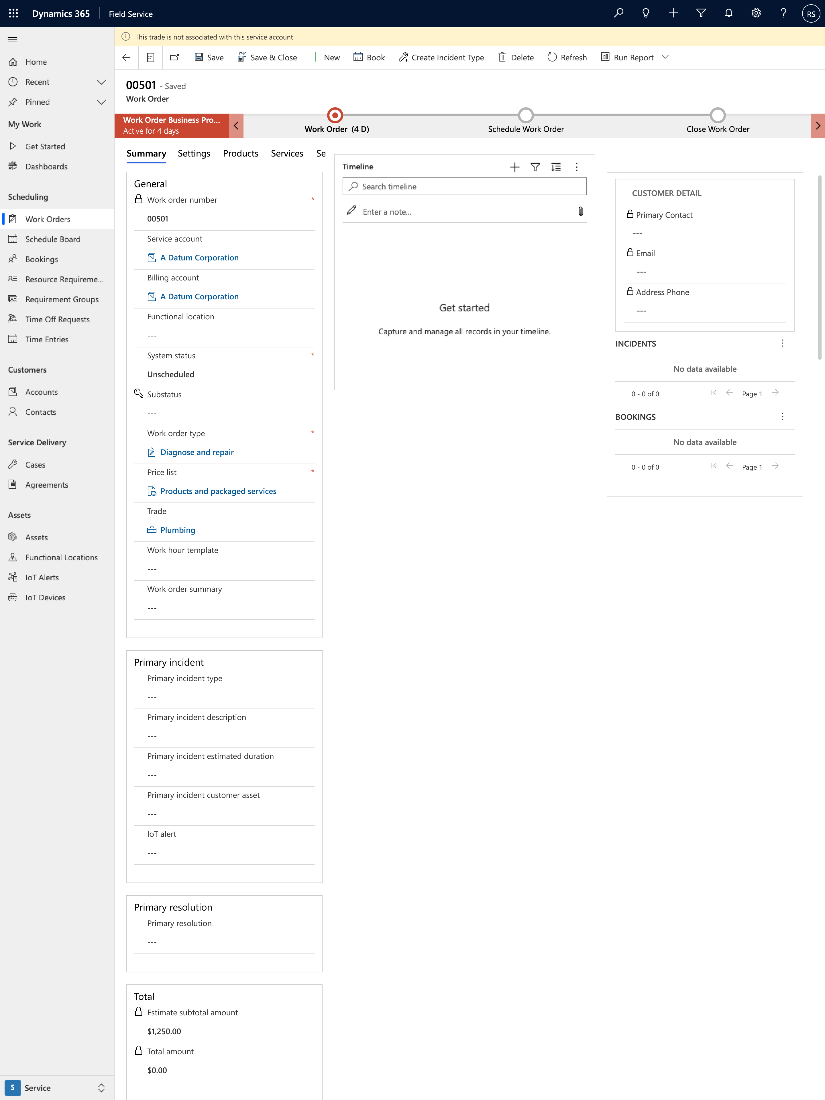 Dynamics 365
Field Service
RS
This trade is not associated with this service account
Save
Save & Close
New
Book
Create Incident Type
Delete
Refresh
Run Report
Home
Recent
Pinned
My Work
Get Started
Dashboards
Scheduling
Work Orders
Schedule Board
Bookings
Resource Requireme...
Requirement Groups
Time Off Requests
Time Entries
Customers
Accounts
Contacts
Service Delivery
Cases
Agreements
Assets
Assets
Functional Locations
IoT Alerts
IoT Devices
S Service
00501 - Saved
Work Order
Work Order Business Pro...
Active for 4 days
Work Order (4 D)
Schedule Work Order
Close Work Order
Summary Settings Products Services Se
General
Work order number *
00501
Service account
A Datum Corporation
Billing account
A Datum Corporation
Functional location
---
System status *
Unscheduled
Substatus
---
Work order type *
Diagnose and repair
Price list *
Products and packaged services
Trade
Plumbing
Work hour template
---
Work order summary
---
Primary incident
Primary incident type
---
Primary incident description
---
Primary incident estimated duration
---
Primary incident customer asset
---
IoT alert
---
Primary resolution
Primary resolution
---
Total
Estimate subtotal amount
$1,250.00
Total amount
$0.00
Timeline
Search timeline
Enter a note...
Get started
Capture and manage all records in your timeline.
CUSTOMER DETAIL
Primary Contact
---
Email
---
Address Phone
---
INCIDENTS
No data available
0 - 0 of 0
Page 1
BOOKINGS
No data available
0 - 0 of 0
Page 1